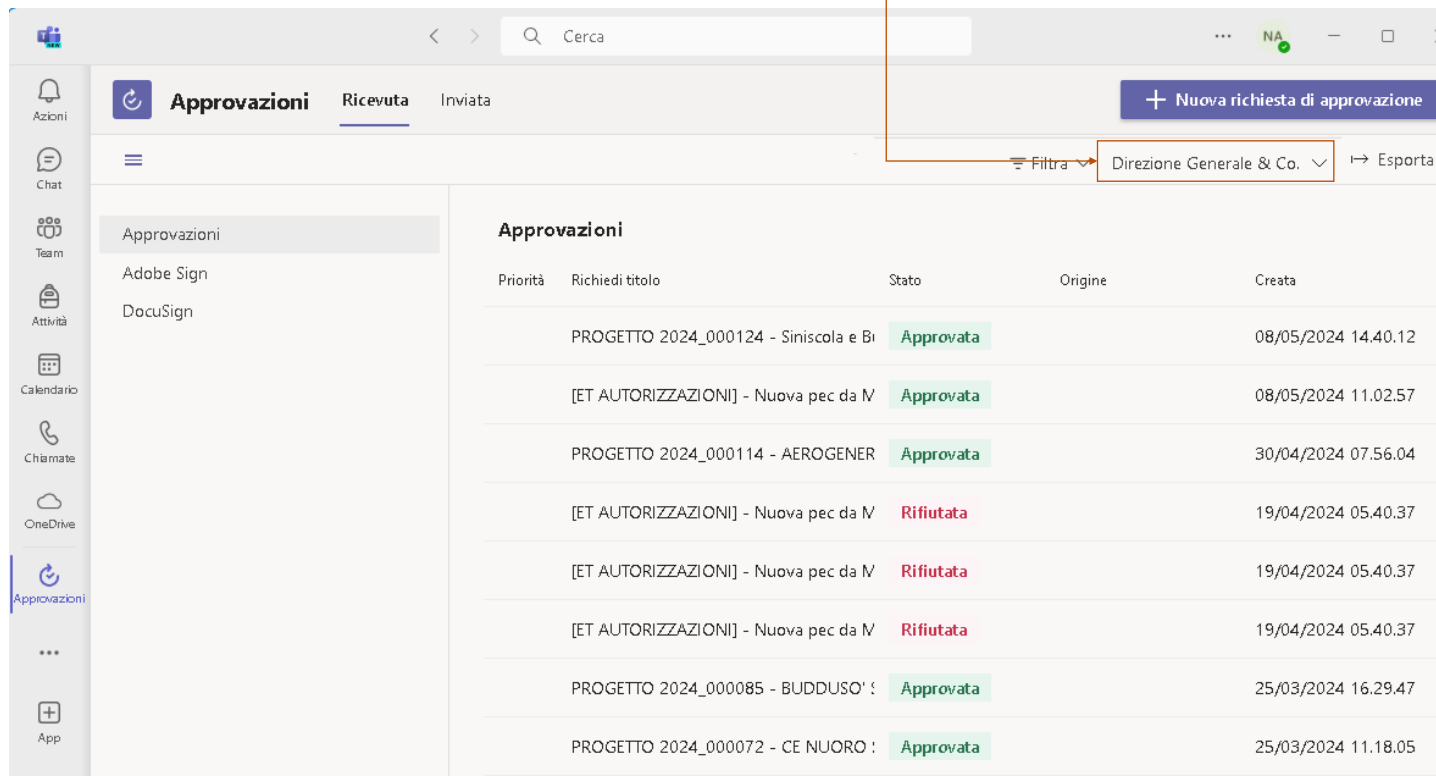 NEW
Cerca
...
NA
Azioni
Chat
Team
Attività
Calendario
Chiamate
OneDrive
Approvazioni
...
App
Approvazioni Ricevuta Inviata
+ Nuova richiesta di approvazione
Filtra
Direzione Generale & Co.
Esporta
Approvazioni
Adobe Sign
DocuSign
Approvazioni
Priorità Richiedi titolo Stato Origine Creata
PROGETTO 2024_000124 - Siniscola e Approvata 08/05/2024 14.40.12
[ET AUTORIZZAZIONI] - Nuova pec da Approvata 08/05/2024 11.02.57
PROGETTO 2024_000114 - AEROGENER Approvata 30/04/2024 07.56.04
[ET AUTORIZZAZIONI] - Nuova pec da Rifiutata 19/04/2024 05.40.37
[ET AUTORIZZAZIONI] - Nuova pec da Rifiutata 19/04/2024 05.40.37
[ET AUTORIZZAZIONI] - Nuova pec da Rifiutata 19/04/2024 05.40.37
PROGETTO 2024_000085 - BUDDUSO' Approvata 25/03/2024 16.29.47
PROGETTO 2024_000072 - CE NUORO Approvata 25/03/2024 11.18.05